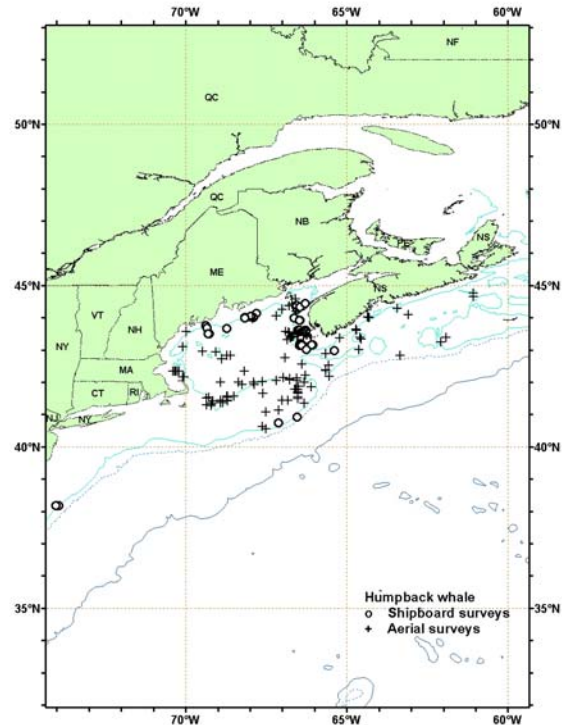 70°W 65°W 60°W
NF
QC
50°N 50°N
QC
NB
PE NS
ME
NS
45°N 45°N
VT
NH
NY
MA
CT RI
NJ NY
40°N 40°N
35°N 35°N
Humpback whale
o Shipboard surveys
+ Aerial surveys
70°W 65°W 60°W